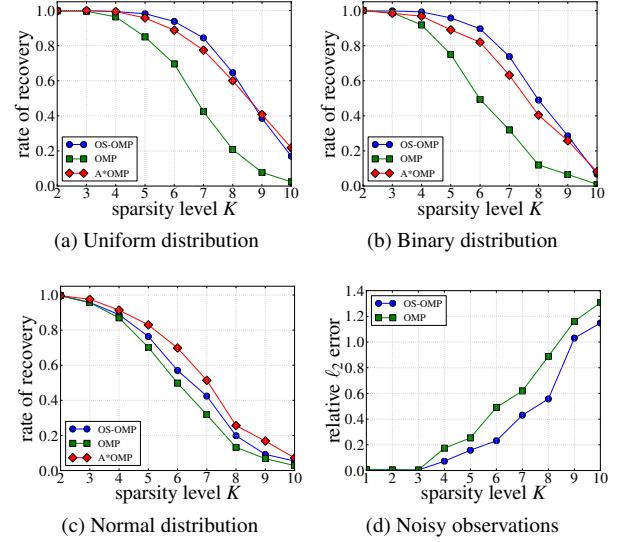 1.0
0.8
0.6
0.4
0.2
0.0
rate of recovery
OS-OMP
OMP
A*OMP
2 3 4 5 6 7 8 9 10
sparsity level K
(a) Uniform distribution
1.0
0.8
0.6
0.4
0.2
0.0
rate of recovery
OS-OMP
OMP
A*OMP
2 3 4 5 6 7 8 9 10
sparsity level K
(b) Binary distribution
1.0
0.8
0.6
0.4
0.2
0.0
rate of recovery
OS-OMP
OMP
A*OMP
2 3 4 5 6 7 8 9 10
sparsity level K
(c) Normal distribution
1.4
1.2
1.0
0.8
0.6
0.4
0.2
0.0
relative ℓ₂ error
OS-OMP
OMP
1 2 3 4 5 6 7 8 9 10
sparsity level K
(d) Noisy observations